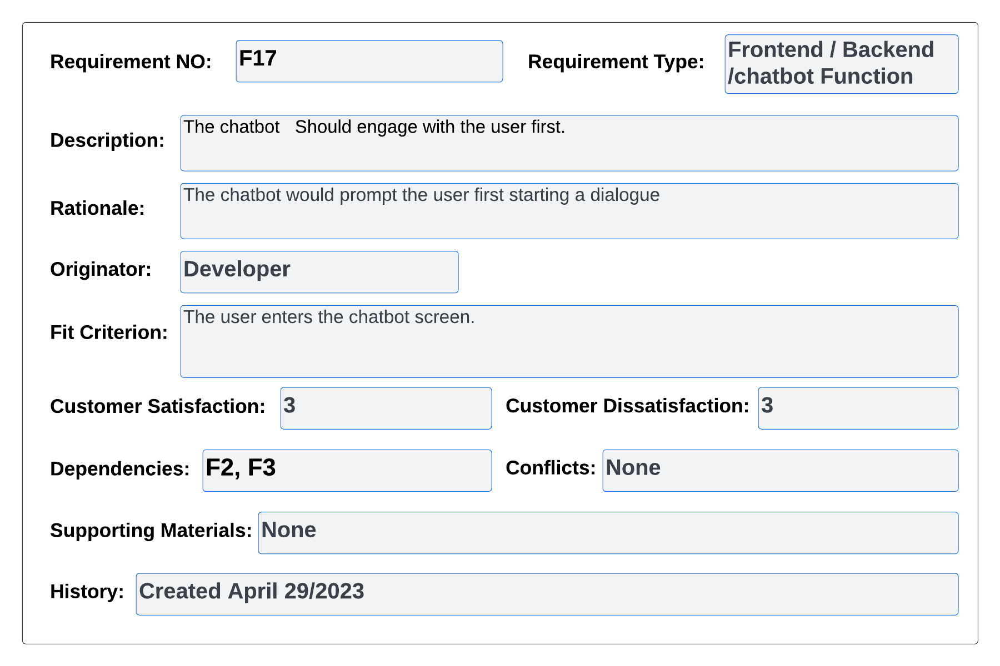 Requirement NO: F17 Requirement Type: Frontend / Backend
/chatbot Function
Description: The chatbot   Should engage with the user first.
Rationale: The chatbot would prompt the user first starting a dialogue
Originator: Developer
Fit Criterion: The user enters the chatbot screen.
Customer Satisfaction: 3 Customer Dissatisfaction: 3
Dependencies: F2, F3 Conflicts: None
Supporting Materials: None
History: Created April 29/2023